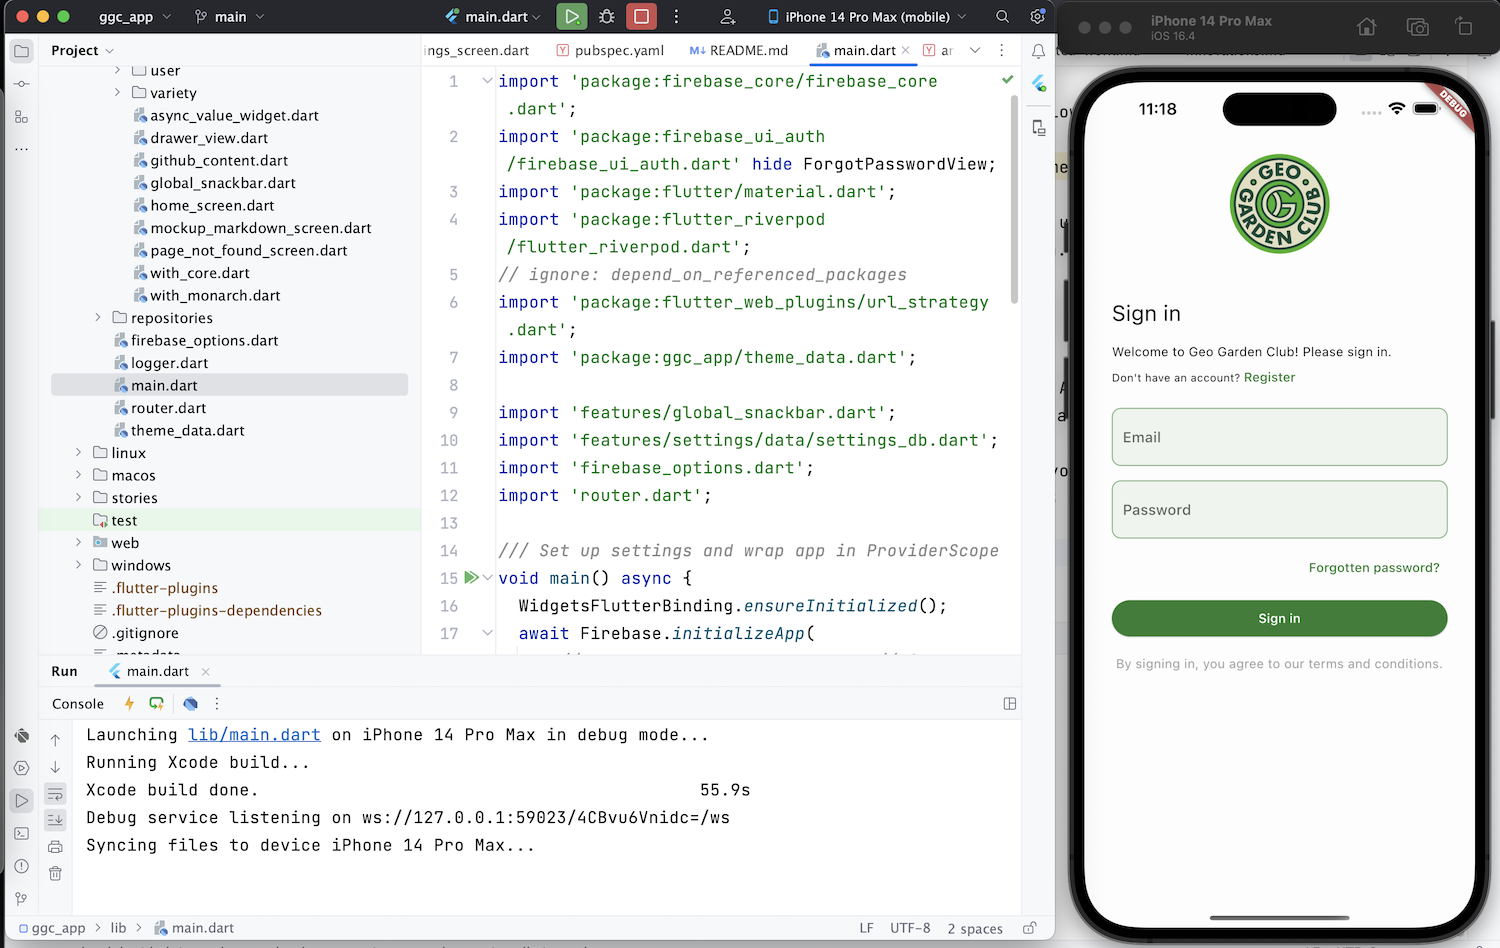 ggc_app
main
main.dart
iPhone 14 Pro Max (mobile)
Project
ings_screen.dart
pubspec.yaml
README.md
main.dart
ar
user
variety
async_value_widget.dart
drawer_view.dart
github_content.dart
global_snackbar.dart
home_screen.dart
mockup_markdown_screen.dart
page_not_found_screen.dart
with_core.dart
with_monarch.dart
repositories
firebase_options.dart
logger.dart
main.dart
router.dart
theme_data.dart
linux
macos
stories
test
web
windows
.flutter-plugins
.flutter-plugins-dependencies
.gitignore
.metadata
1 import 'package:firebase_core/firebase_core
.dart';
2 import 'package:firebase_ui_auth
/firebase_ui_auth.dart' hide ForgotPasswordView;
3 import 'package:flutter/material.dart';
4 import 'package:flutter_riverpod
/flutter_riverpod.dart';
5 // ignore: depend_on_referenced_packages
6 import 'package:flutter_web_plugins/url_strategy
.dart';
7 import 'package:ggc_app/theme_data.dart';
8
9 import 'features/global_snackbar.dart';
10 import 'features/settings/data/settings_db.dart';
11 import 'firebase_options.dart';
12 import 'router.dart';
13
14 /// Set up settings and wrap app in ProviderScope
15 void main() async {
16 WidgetsFlutterBinding.ensureInitialized();
17 await Firebase.initializeApp(
Run
main.dart
Console
Launching lib/main.dart on iPhone 14 Pro Max in debug mode...
Running Xcode build...
Xcode build done. 55.9s
Debug service listening on ws://127.0.0.1:59023/4CBvu6Vnidc=/ws
Syncing files to device iPhone 14 Pro Max...
ggc_app > lib > main.dart
LF UTF-8 2 spaces
iPhone 14 Pro Max
iOS 16.4
11:18
DEBUG
GEO
GARDEN CLUB
GC
Sign in
Welcome to Geo Garden Club! Please sign in.
Don't have an account? Register
Email
Password
Forgotten password?
Sign in
By signing in, you agree to our terms and conditions.